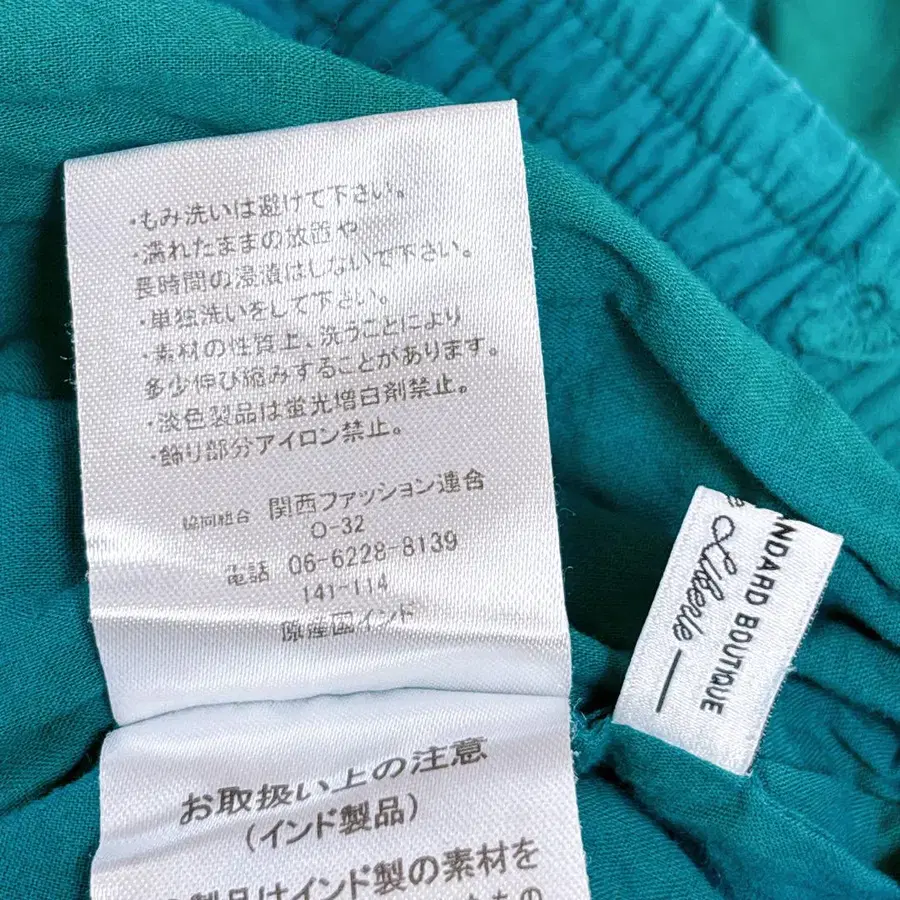 ・もみ洗いは避けて下さい。
・濡れたままの放置や
長時間の浸漬はしないで下さい。
・単独洗いをして下さい。
・素材の性質上、洗うことにより
多少伸び縮みすることがあります。
・淡色製品は蛍光増白剤禁止。
・飾り部分アイロン禁止。
協同組合 関西ファッション連合
O-32
電話 06-6228-8139
141-114
原産国インド
お取扱い上の注意
(インド製品)
製品はインド製の素材を
NDARD BOUTIQUE